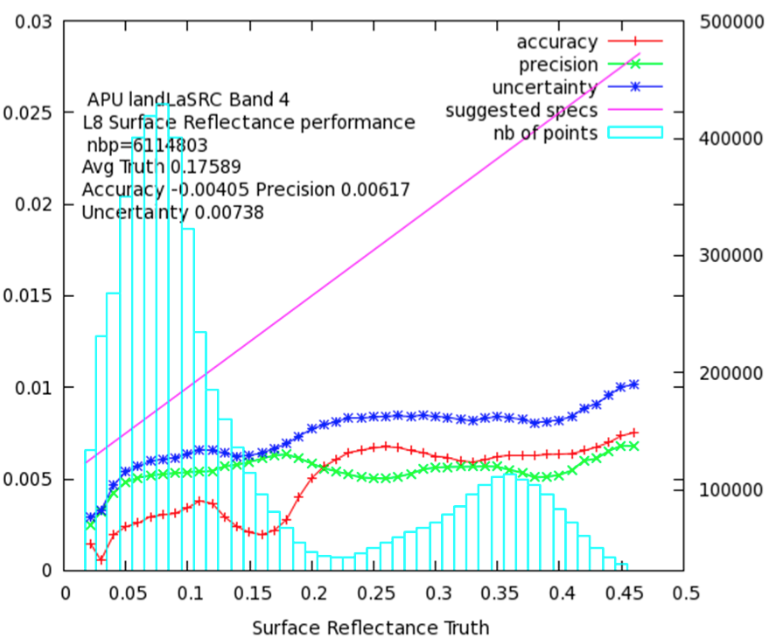 0.03
0.025
0.02
0.015
0.01
0.005
0
500000
400000
300000
200000
100000
accuracy
precision
uncertainty
suggested specs
nb of points
APU landLaSRC Band 4
L8 Surface Reflectance performance
nbp=6114803
Avg Truth 0.17589
Accuracy -0.00405 Precision 0.00617
Uncertainty 0.00738
0 0.05 0.1 0.15 0.2 0.25 0.3 0.35 0.4 0.45 0.5
Surface Reflectance Truth